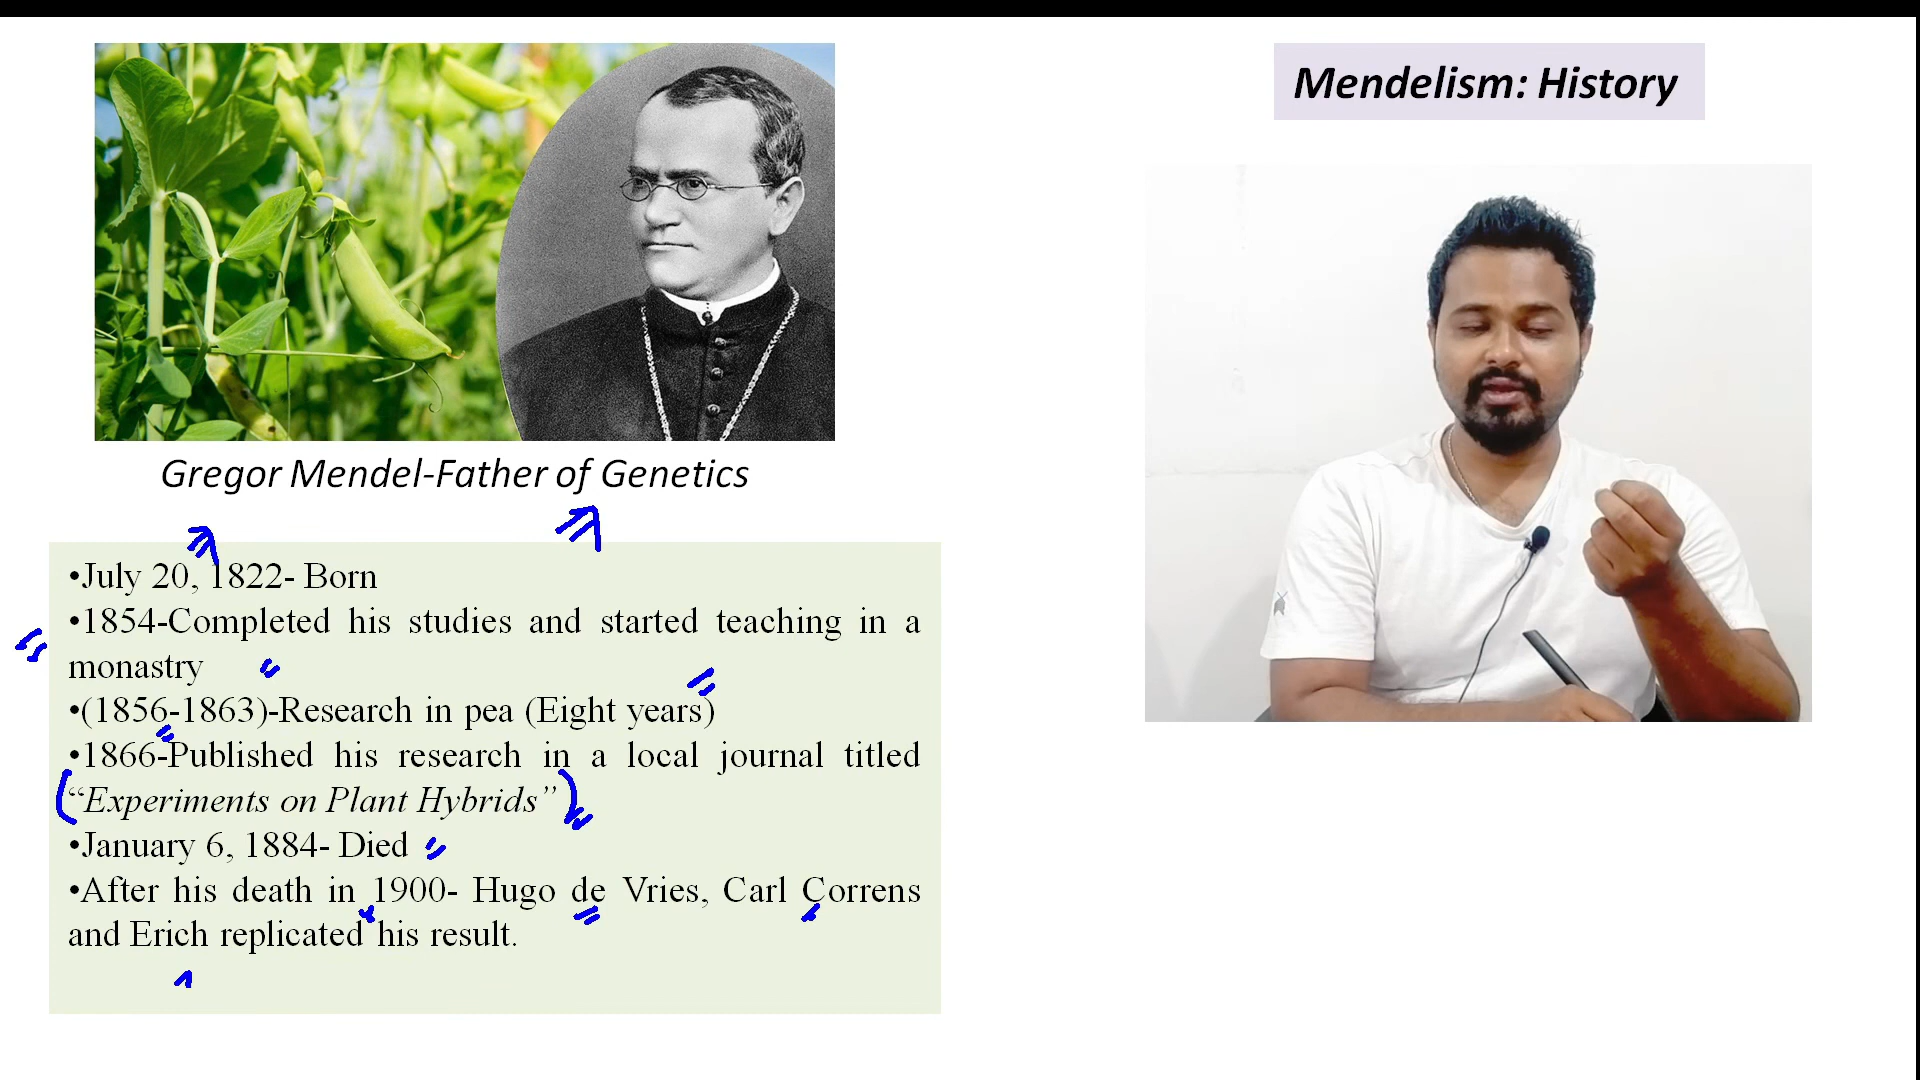 Mendelism: History
Gregor Mendel-Father of Genetics
•July 20, 1822- Born
•1854-Completed his studies and started teaching in a
monastry
•(1856-1863)-Research in pea (Eight years)
•1866-Published his research in a local journal titled
“Experiments on Plant Hybrids”
•January 6, 1884- Died
•After his death in 1900- Hugo de Vries, Carl Correns
and Erich replicated his result.